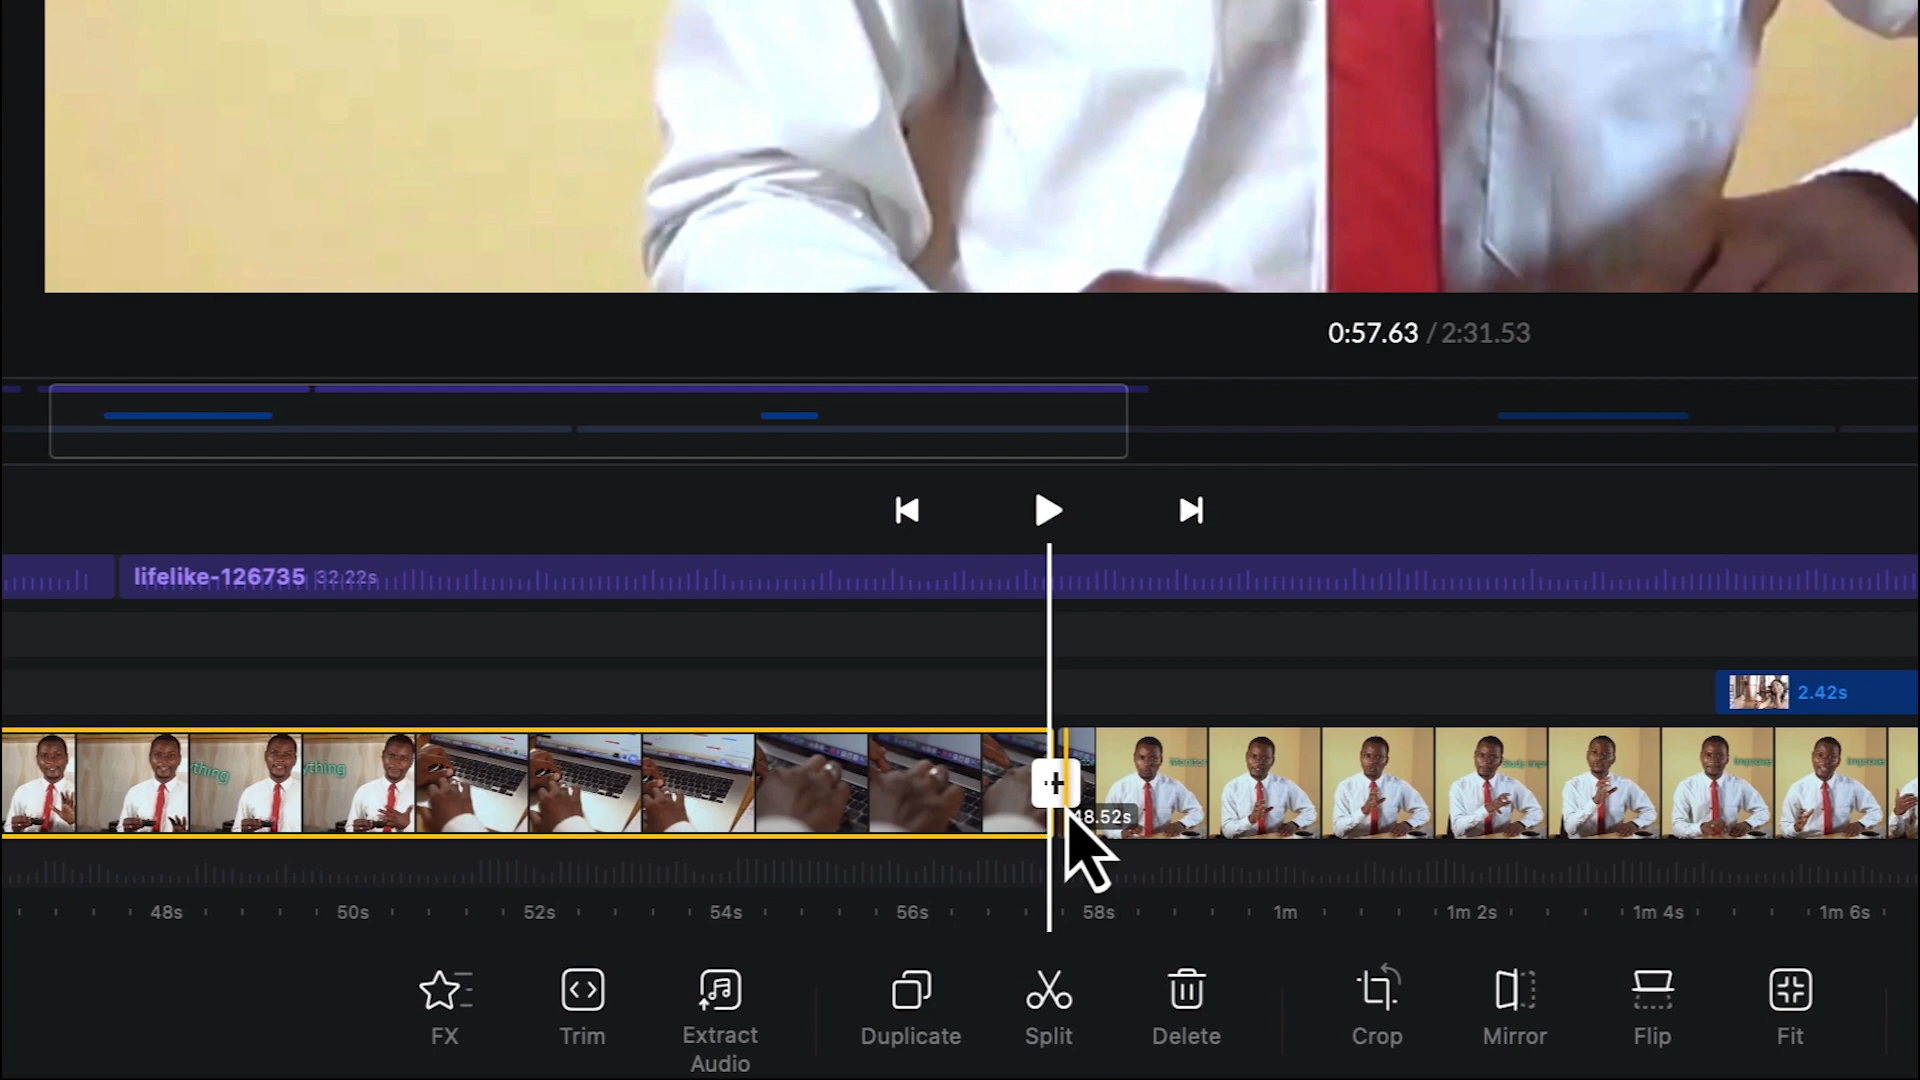 0:57.63 / 2:31.53
lifelike-126735 32.22s
2.42s
ything
ything
48.52s
48s 50s 52s 54s 56s 58s 1m 1m 2s 1m 4s 1m 6s
FX
Trim
Extract Audio
Duplicate
Split
Delete
Crop
Mirror
Flip
Fit